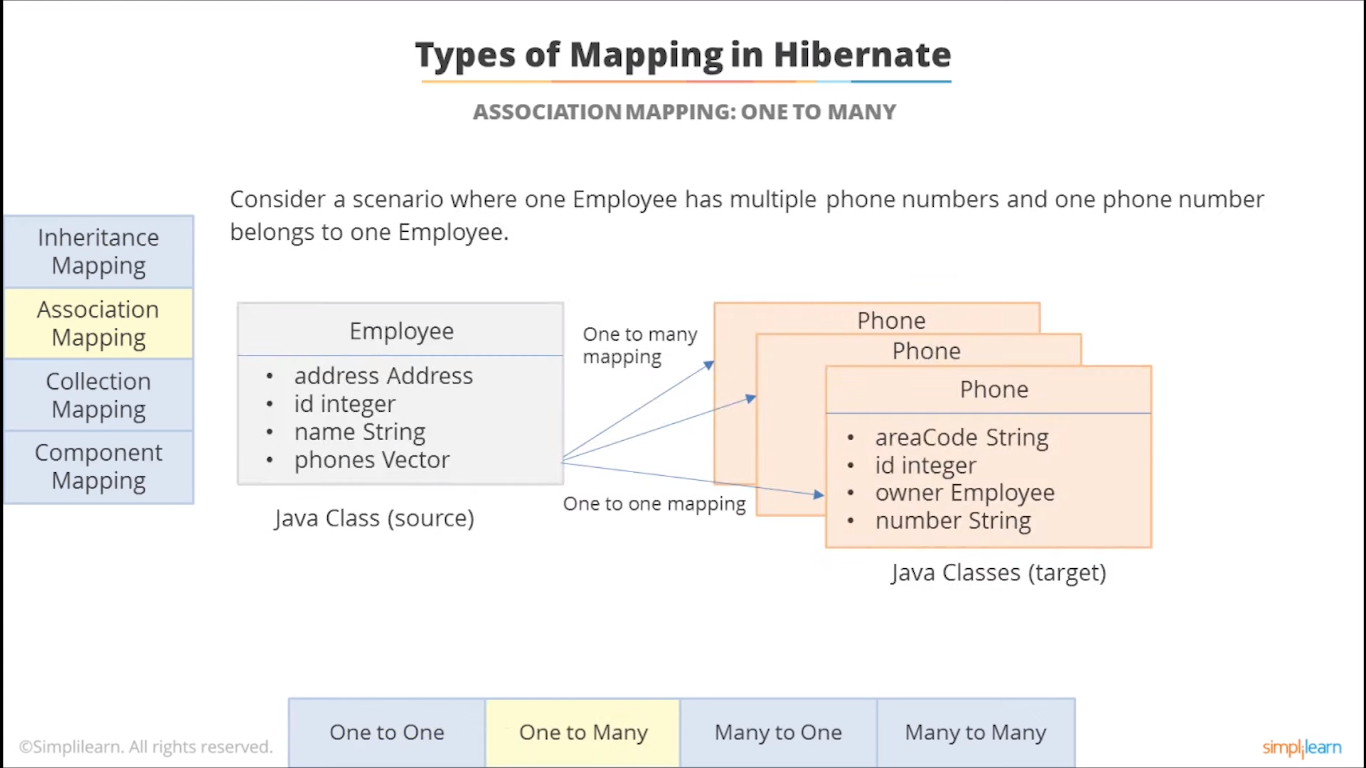 Types of Mapping in Hibernate
ASSOCIATION MAPPING: ONE TO MANY
Consider a scenario where one Employee has multiple phone numbers and one phone number
belongs to one Employee.
Inheritance
Mapping
Association
Mapping
Collection
Mapping
Component
Mapping
Employee
• address Address
• id integer
• name String
• phones Vector
Java Class (source)
One to many
mapping
One to one mapping
Phone
Phone
Phone
• areaCode String
• id integer
• owner Employee
• number String
Java Classes (target)
One to One
One to Many
Many to One
Many to Many
©Simplilearn. All rights reserved.
simplilearn